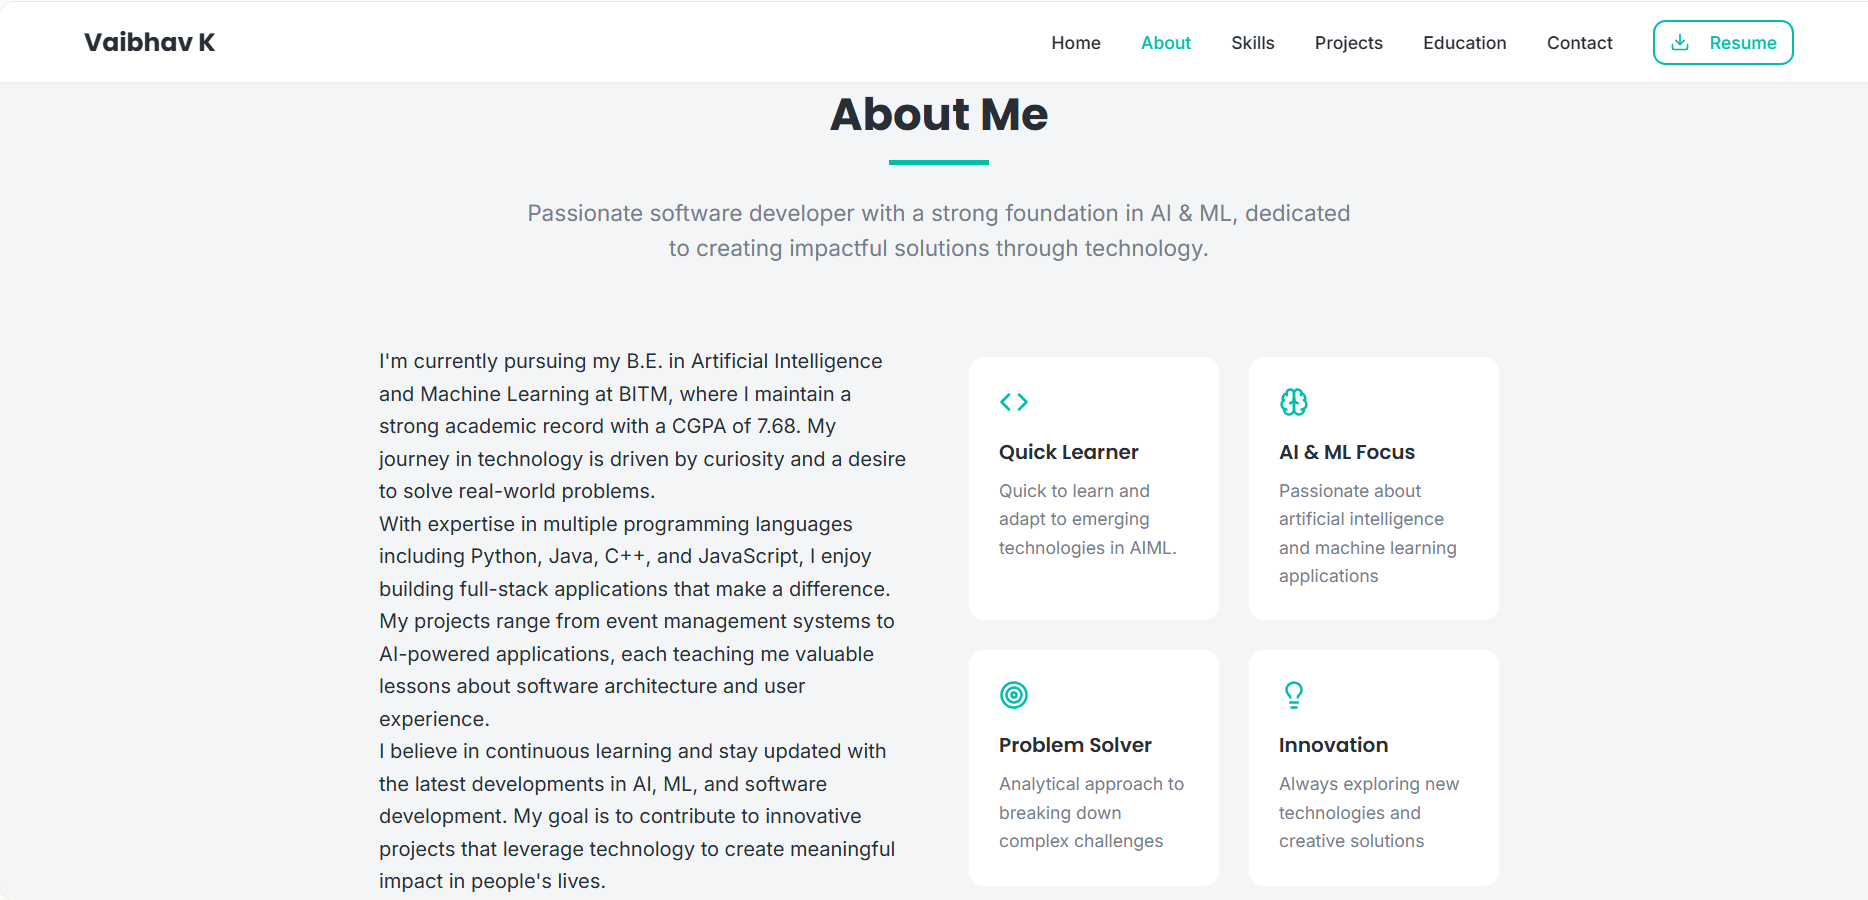 Vaibhav K
Home
About
Skills
Projects
Education
Contact
Resume
About Me
Passionate software developer with a strong foundation in AI & ML, dedicated
to creating impactful solutions through technology.
I'm currently pursuing my B.E. in Artificial Intelligence
and Machine Learning at BITM, where I maintain a
strong academic record with a CGPA of 7.68. My
journey in technology is driven by curiosity and a desire
to solve real-world problems.
With expertise in multiple programming languages
including Python, Java, C++, and JavaScript, I enjoy
building full-stack applications that make a difference.
My projects range from event management systems to
AI-powered applications, each teaching me valuable
lessons about software architecture and user
experience.
I believe in continuous learning and stay updated with
the latest developments in AI, ML, and software
development. My goal is to contribute to innovative
projects that leverage technology to create meaningful
impact in people's lives.
Quick Learner
Quick to learn and
adapt to emerging
technologies in AIML.
AI & ML Focus
Passionate about
artificial intelligence
and machine learning
applications
Problem Solver
Analytical approach to
breaking down
complex challenges
Innovation
Always exploring new
technologies and
creative solutions